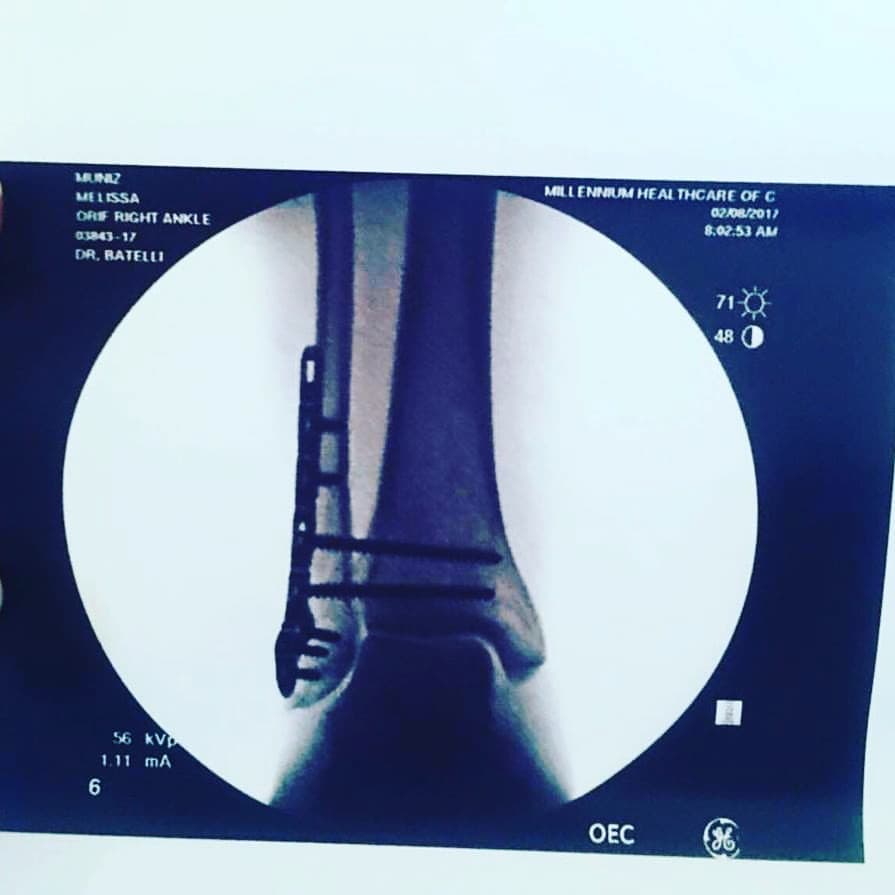 MUNIZ
MELISSA
ORIF RIGHT ANKLE
03843-17
DR. BATELLI
MILLENNIUM HEALTHCARE OF C
02/08/2017
8:02:53 AM
71
48
56 kVp
1.11 mA
6
OEC
GE